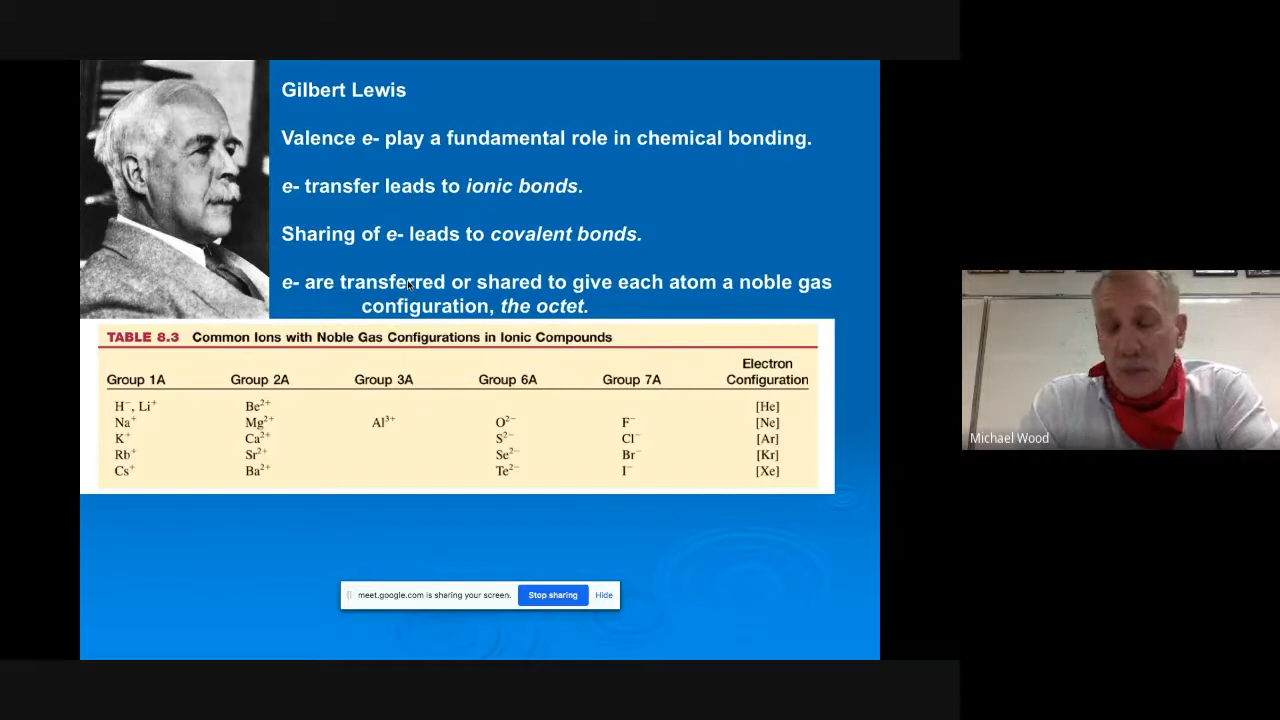 Gilbert Lewis
Valence e- play a fundamental role in chemical bonding.
e- transfer leads to ionic bonds.
Sharing of e- leads to covalent bonds.
e- are transferred or shared to give each atom a noble gas
configuration, the octet.
TABLE 8.3 Common Ions with Noble Gas Configurations in Ionic Compounds
Group 1A Group 2A Group 3A Group 6A Group 7A Electron Configuration
H⁻, Li⁺ Be²⁺ [He]
Na⁺ Mg²⁺ Al³⁺ O²⁻ F⁻ [Ne]
K⁺ Ca²⁺ S²⁻ Cl⁻ [Ar]
Rb⁺ Sr²⁺ Se²⁻ Br⁻ [Kr]
Cs⁺ Ba²⁺ Te²⁻ I⁻ [Xe]
meet.google.com is sharing your screen. Stop sharing Hide
Michael Wood